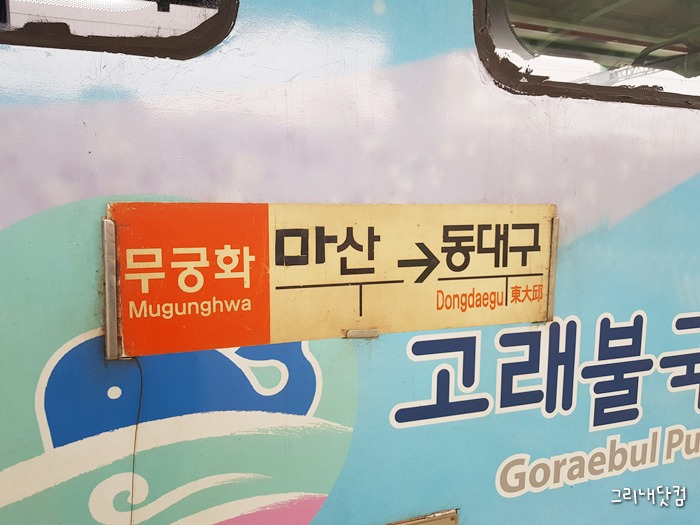 무궁화
Mugunghwa
마산 → 동대구
Dongdaegu 東大邱
고래불국
Goraebul Pu
그리내닷컴